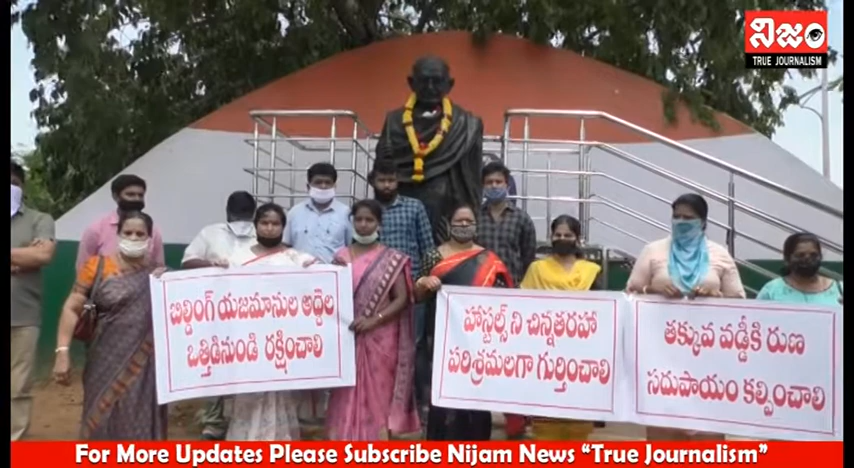 నిజం
TRUE JOURNALISM
బిల్డింగ్ యజమానుల అద్దెల
ఒత్తిడినుండి రక్షించాలి
హాస్టల్స్ ని చిన్నతరహా
పరిశ్రమలగా గుర్తించాలి
తక్కువ వడ్డీకి రుణ
సదుపాయం కల్పించాలి
For More Updates Please Subscribe Nijam News “True Journalism”